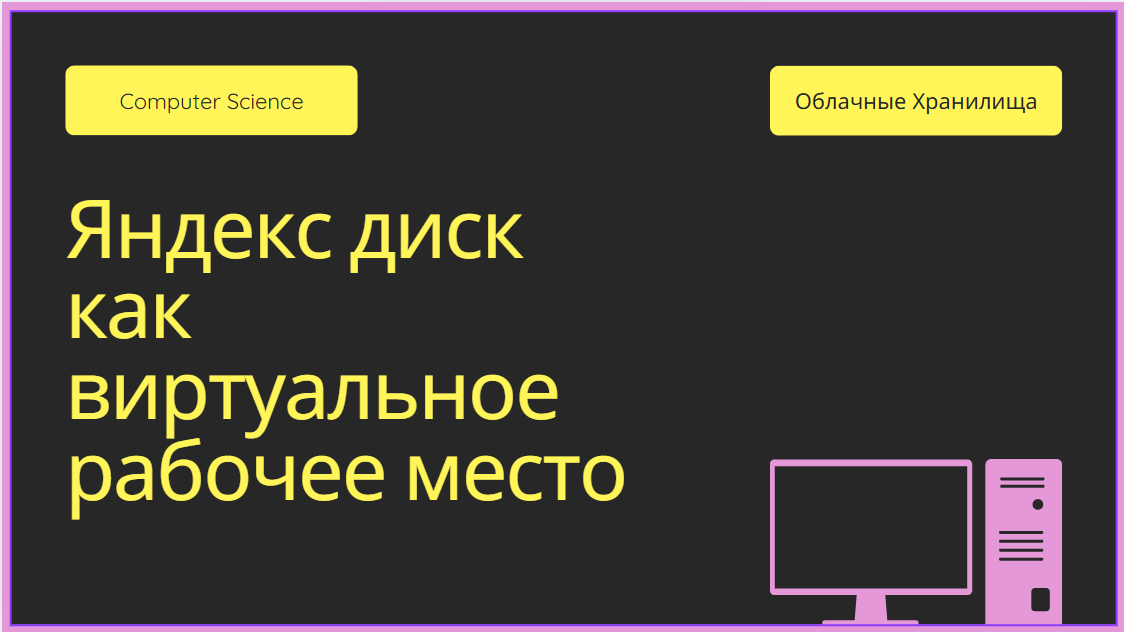 Computer Science
Облачные Хранилища
Яндекс диск
как
виртуальное
рабочее место